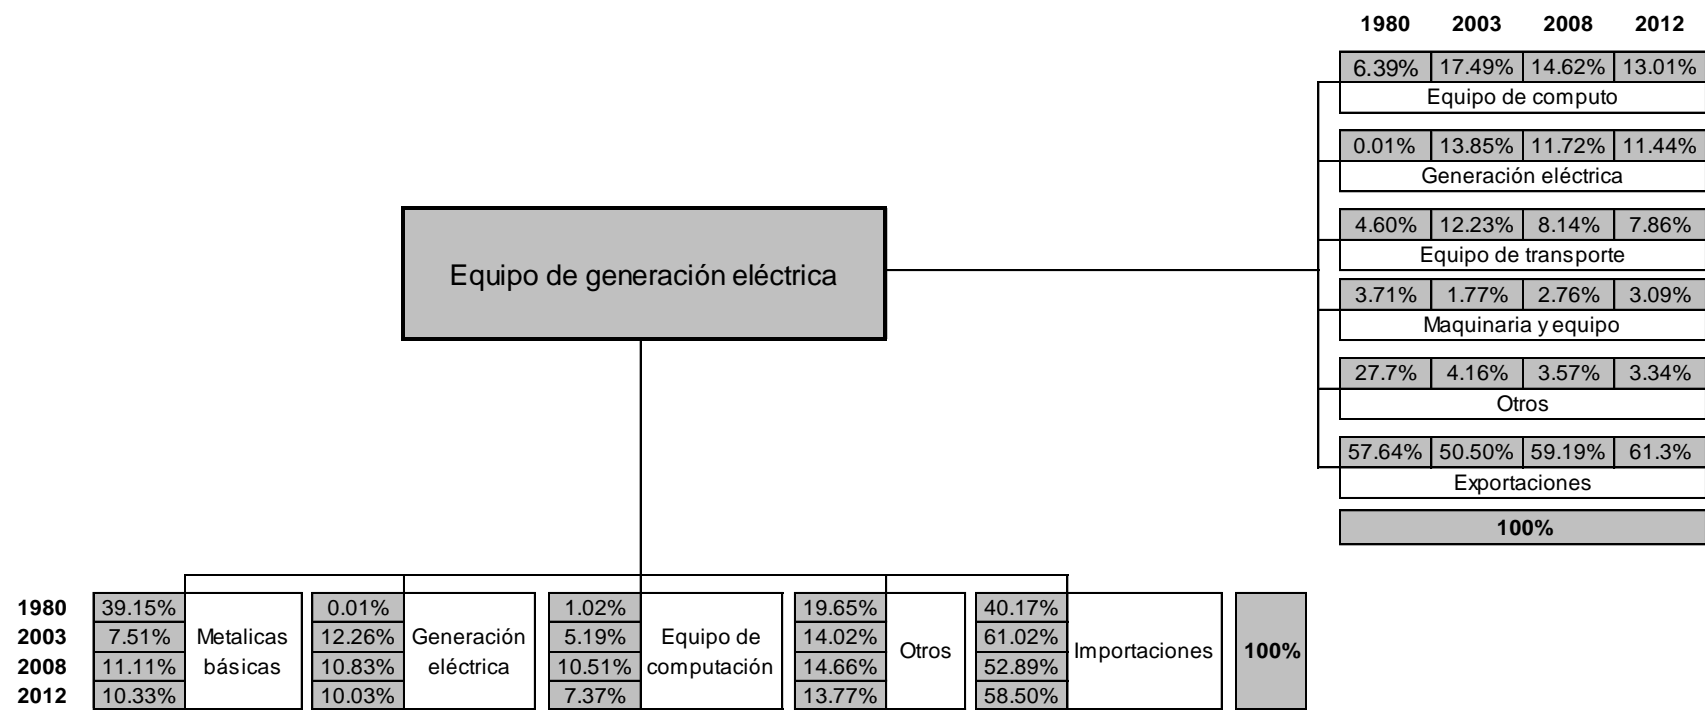 1980 2003 2008 2012
6.39% 17.49% 14.62% 13.01%
Equipo de computo
0.01% 13.85% 11.72% 11.44%
Generación eléctrica
4.60% 12.23% 8.14% 7.86%
Equipo de transporte
3.71% 1.77% 2.76% 3.09%
Maquinaria y equipo
27.7% 4.16% 3.57% 3.34%
Otros
57.64% 50.50% 59.19% 61.3%
Exportaciones
100%
Equipo de generación eléctrica
1980 39.15% 0.01% 1.02% 19.65% 40.17%
2003 7.51% 12.26% 5.19% 14.02% 61.02%
2008 11.11% 10.83% 10.51% 14.66% 52.89%
2012 10.33% 10.03% 7.37% 13.77% 58.50%
Metalicas
básicas
Generación
eléctrica
Equipo de
computación
Otros
Importaciones
100%